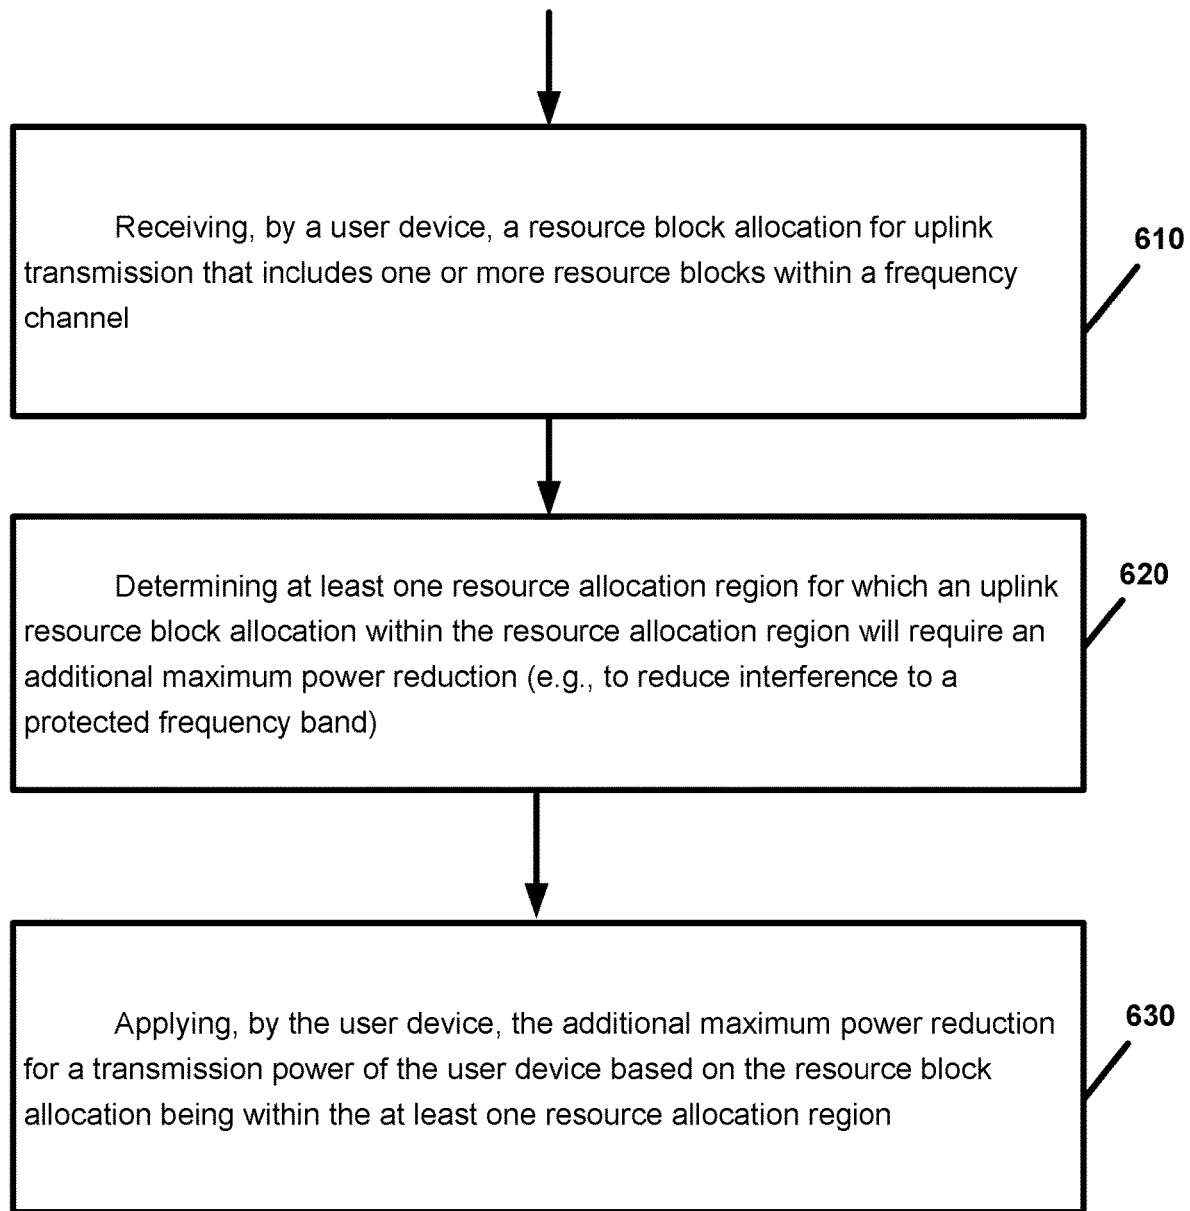 Receiving, by a user device, a resource block allocation for uplink
transmission that includes one or more resource blocks within a frequency
channel
610
Determining at least one resource allocation region for which an uplink
resource block allocation within the resource allocation region will require an
additional maximum power reduction (e.g., to reduce interference to a
protected frequency band)
620
Applying, by the user device, the additional maximum power reduction
for a transmission power of the user device based on the resource block
allocation being within the at least one resource allocation region
630